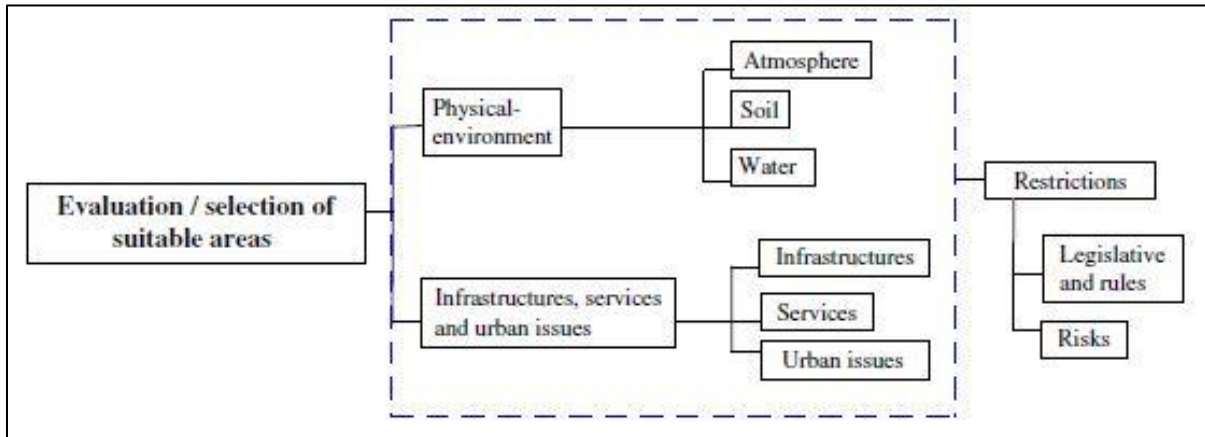 Evaluation / selection of
suitable areas
Physical-
environment
Atmosphere
Soil
Water
Infrastructures, services
and urban issues
Infrastructures
Services
Urban issues
Restrictions
Legislative
and rules
Risks